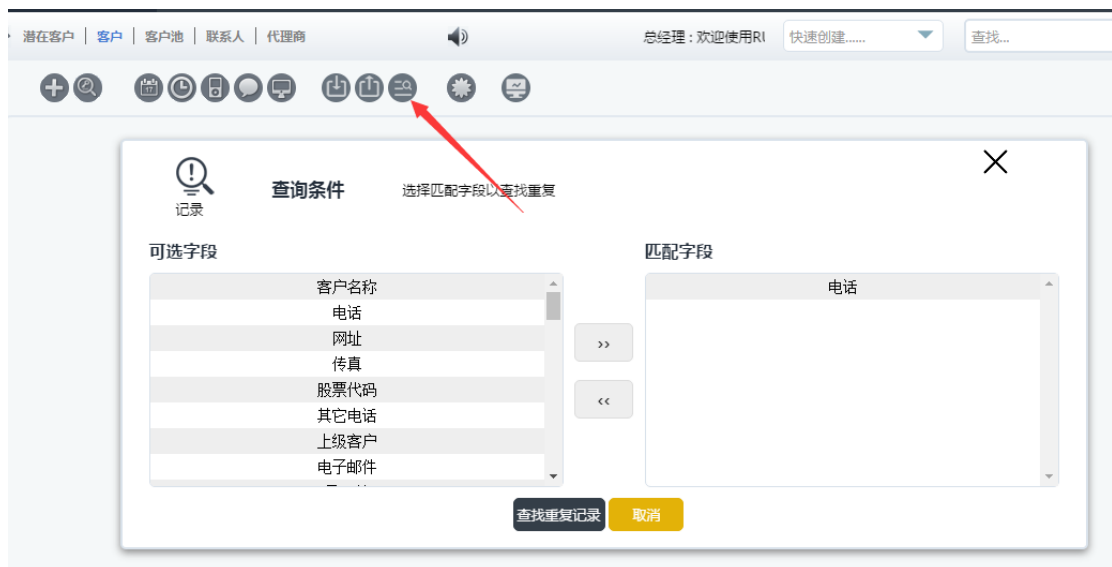 潜在客户 | 客户 | 客户池 | 联系人 | 代理商
总经理 : 欢迎使用RU
快速创建......
查找...
17
记录
查询条件
选择匹配字段以查找重复
可选字段
匹配字段
客户名称
电话
网址
传真
股票代码
其它电话
上级客户
电子邮件
电话
>>
<<
查找重复记录
取消